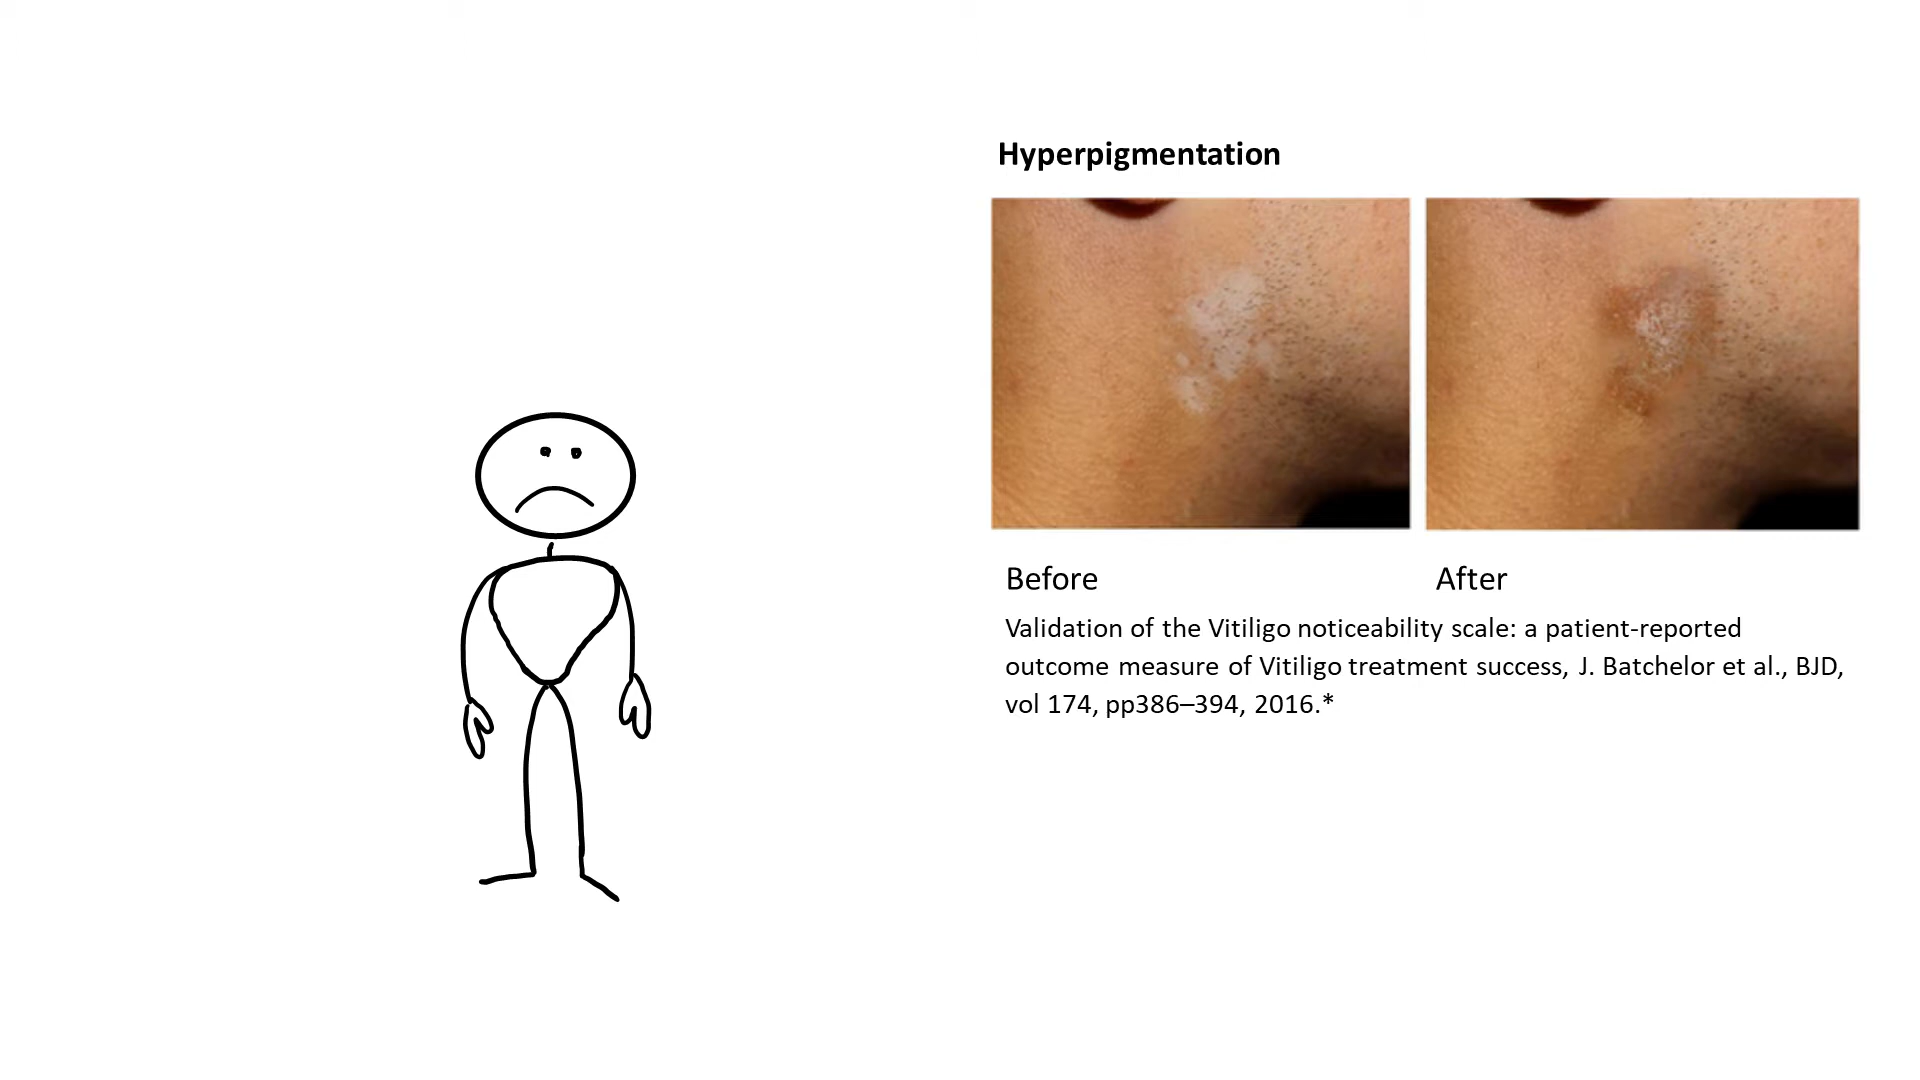 Hyperpigmentation
Before
After
Validation of the Vitiligo noticeability scale: a patient-reported
outcome measure of Vitiligo treatment success, J. Batchelor et al., BJD,
vol 174, pp386–394, 2016.*